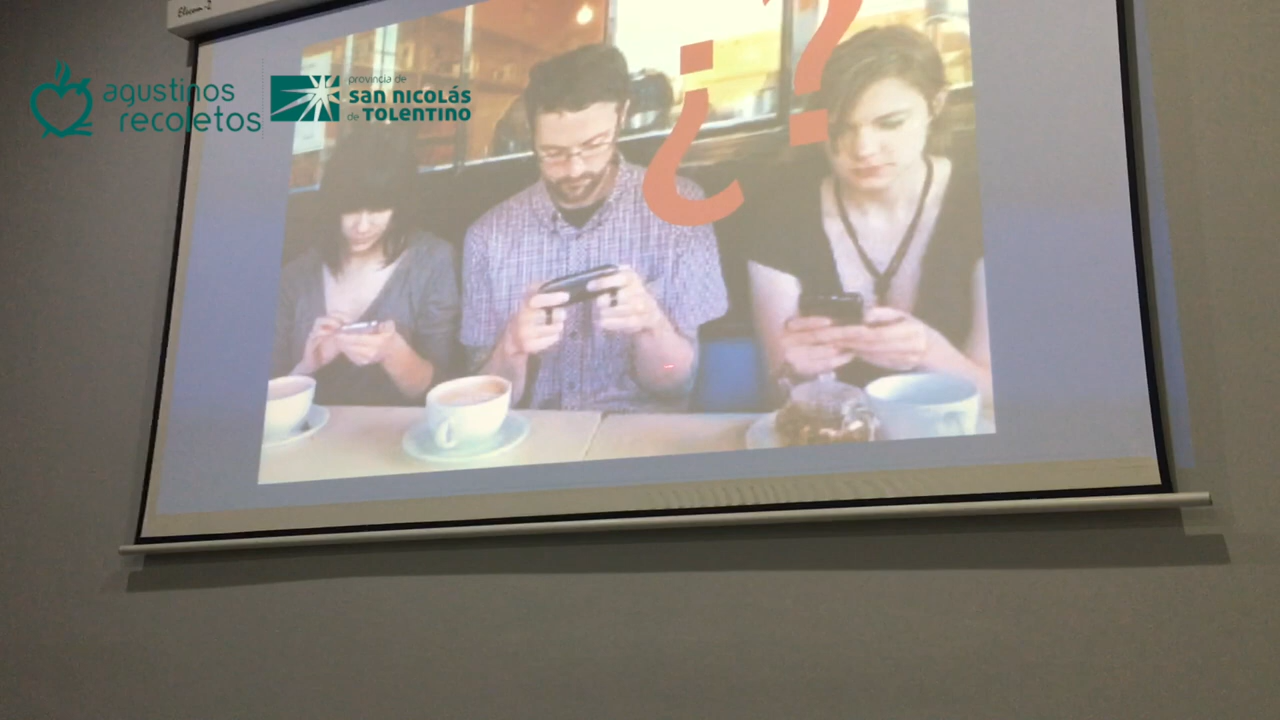 agustinos
recoletos
provincia de
SAN NICOLÁS
de TOLENTINO
¿?